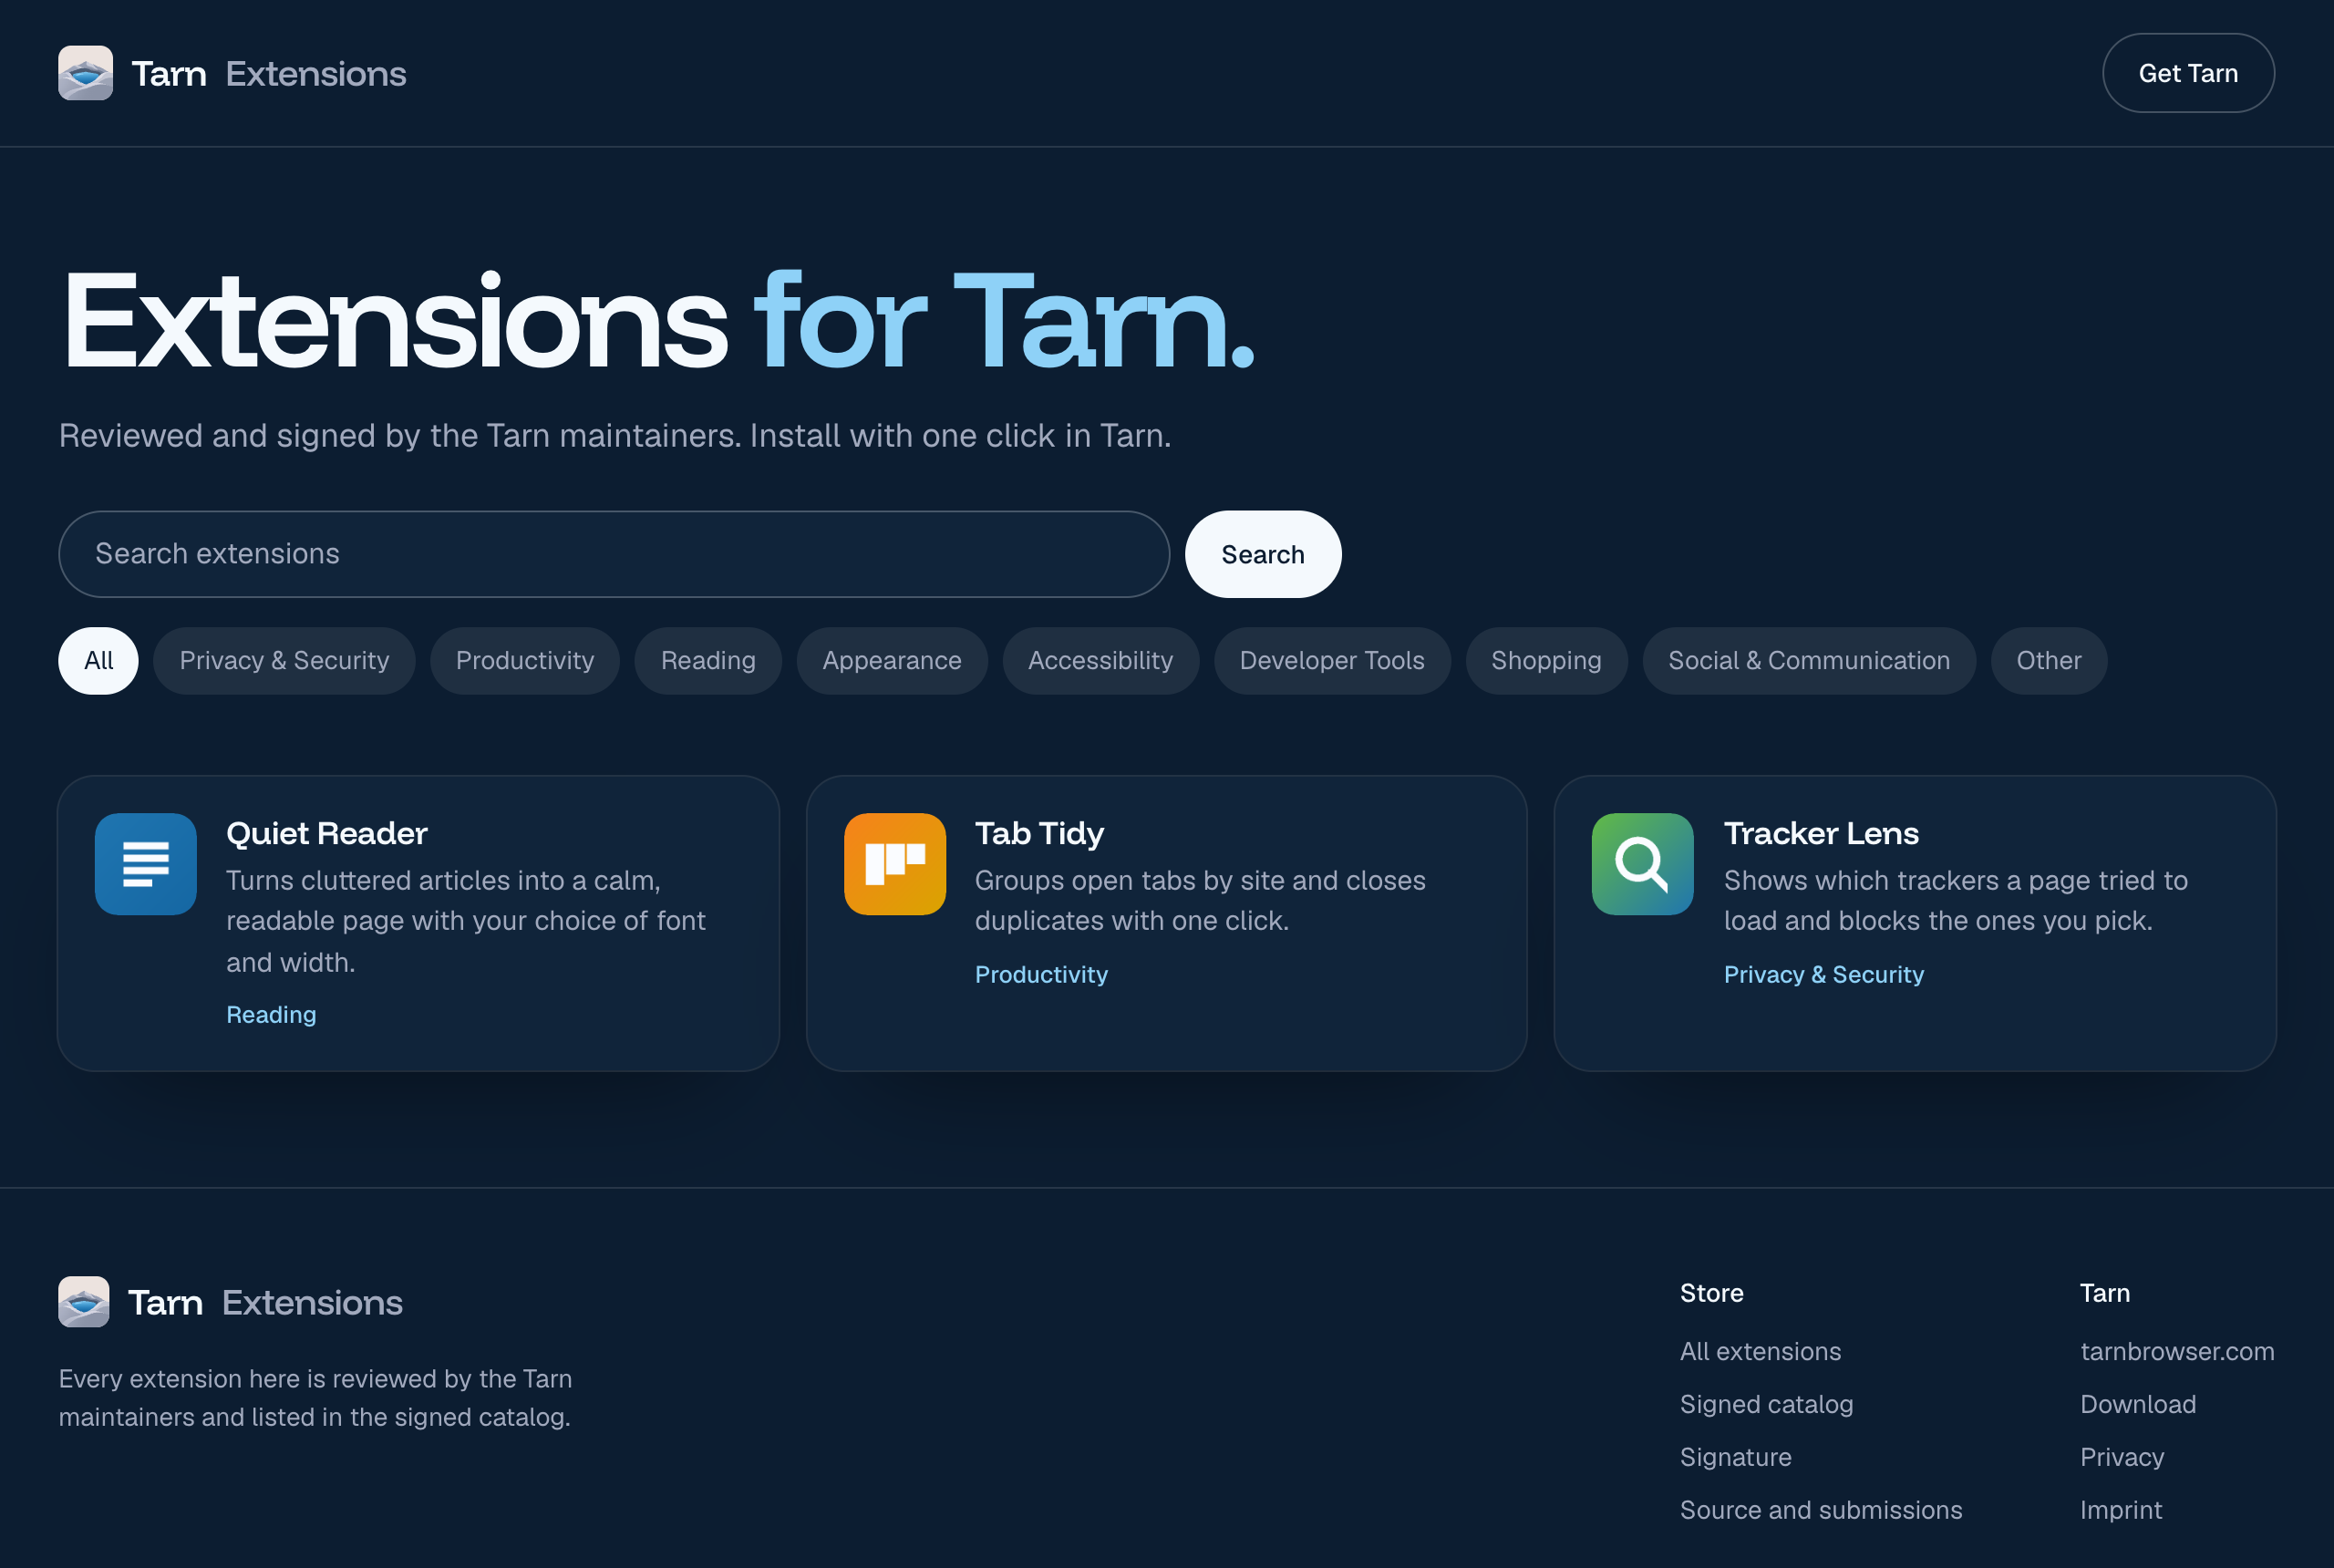 Tarn Extensions
Get Tarn
Extensions for Tarn.
Reviewed and signed by the Tarn maintainers. Install with one click in Tarn.
Search extensions
Search
All
Privacy & Security
Productivity
Reading
Appearance
Accessibility
Developer Tools
Shopping
Social & Communication
Other
Quiet Reader
Turns cluttered articles into a calm,
readable page with your choice of font
and width.
Reading
Tab Tidy
Groups open tabs by site and closes
duplicates with one click.
Productivity
Tracker Lens
Shows which trackers a page tried to
load and blocks the ones you pick.
Privacy & Security
Tarn Extensions
Every extension here is reviewed by the Tarn
maintainers and listed in the signed catalog.
Store
All extensions
Signed catalog
Signature
Source and submissions
Tarn
tarnbrowser.com
Download
Privacy
Imprint